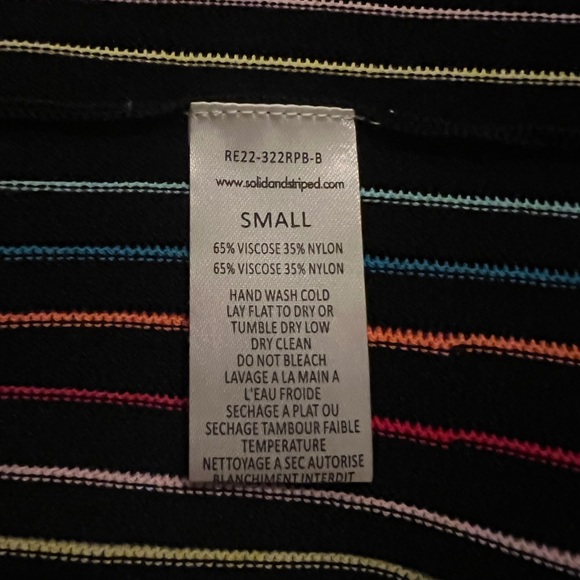 RE22-322RPB-B
www.solidandstriped.com
SMALL
65% VISCOSE 35% NYLON
65% VISCOSE 35% NYLON
HAND WASH COLD
LAY FLAT TO DRY OR
TUMBLE DRY LOW
DRY CLEAN
DO NOT BLEACH
LAVAGE A LA MAIN A
L'EAU FROIDE
SECHAGE A PLAT OU
SECHAGE TAMBOUR FAIBLE
TEMPERATURE
NETTOYAGE A SEC AUTORISE
BLANCHIMENT INTERDIT